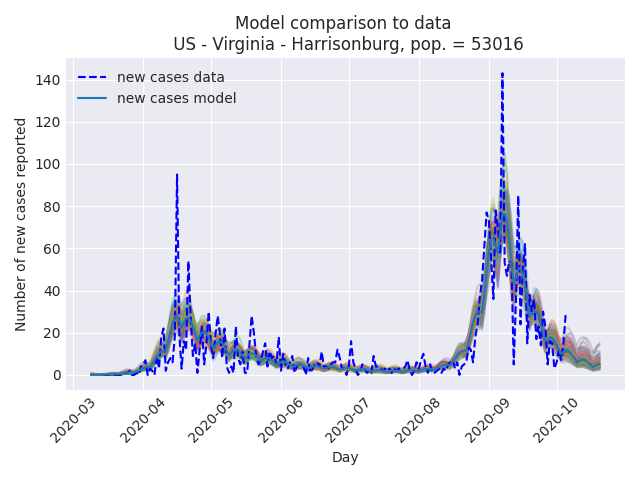 Model comparison to data
US - Virginia - Harrisonburg, pop. = 53016
new cases data
new cases model
Number of new cases reported
140
120
100
80
60
40
20
0
2020-03
2020-04
2020-05
2020-06
2020-07
2020-08
2020-09
2020-10
Day